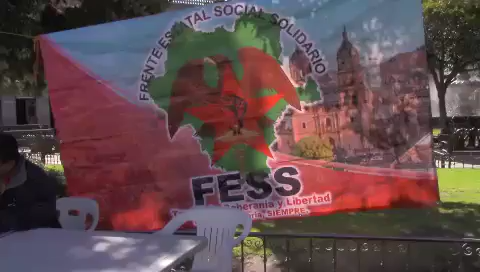 FRENTE ESTATAL SOCIAL SOLIDARIO
FESS
Soberanía y Libertad
SIEMPRE...